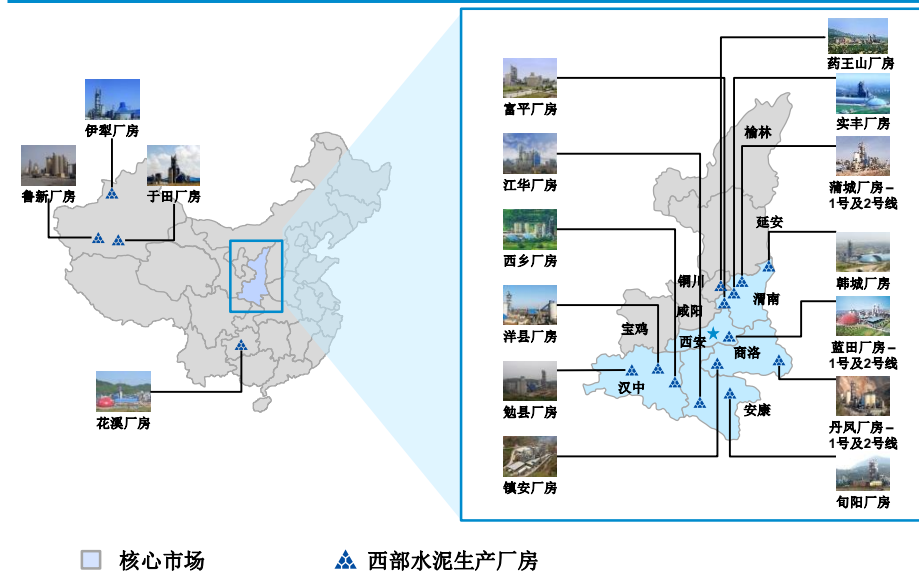 伊犁厂房
鲁新厂房
于田厂房
花溪厂房
富平厂房
江华厂房
西乡厂房
洋县厂房
勉县厂房
镇安厂房
榆林
延安
铜川
渭南
咸阳
宝鸡
西安
商洛
汉中
安康
药王山厂房
实丰厂房
蒲城厂房–
1号及2号线
韩城厂房
蓝田厂房–
1号及2号线
丹凤厂房–
1号及2号线
旬阳厂房
核心市场
西部水泥生产厂房